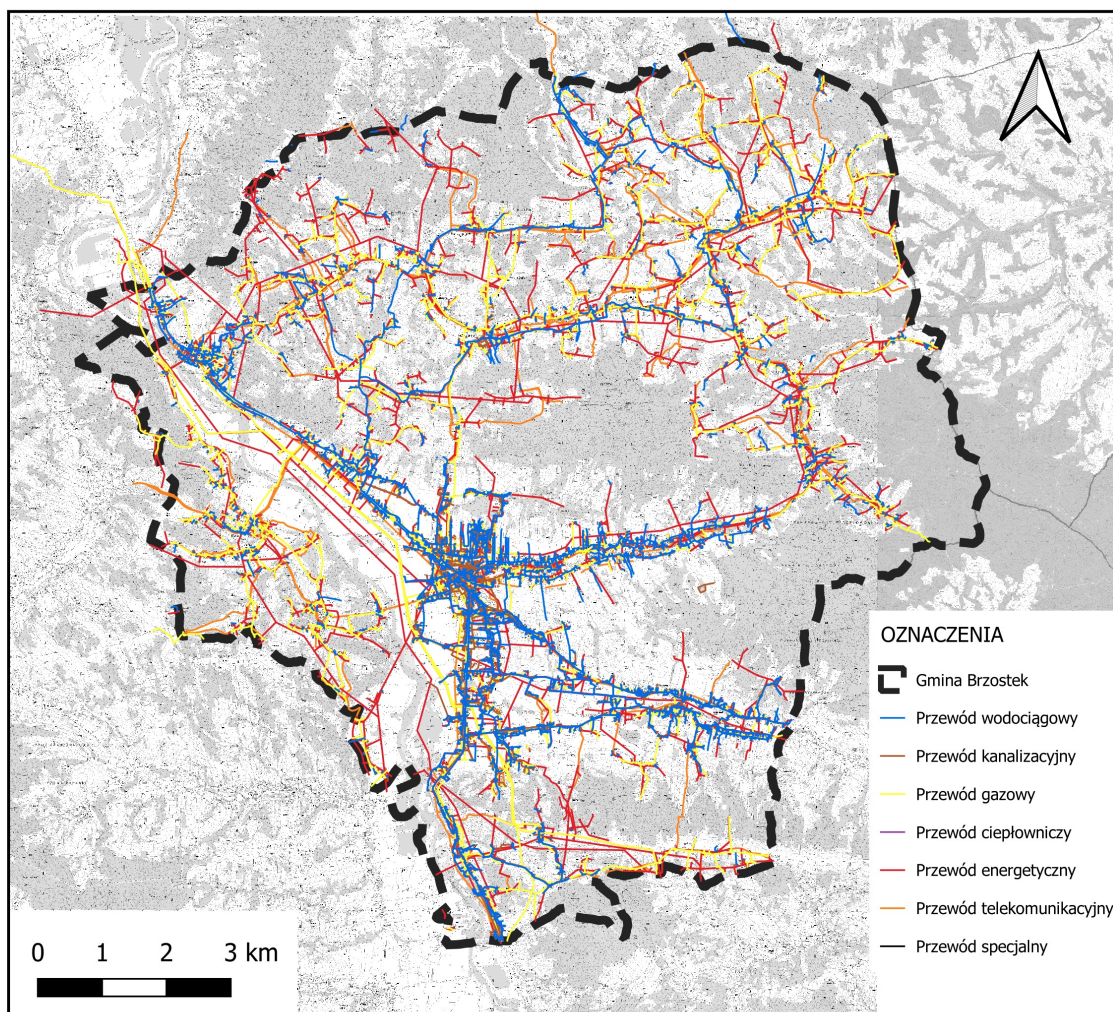 OZNACZENIA
Gmina Brzostek
Przewód wodociągowy
Przewód kanalizacyjny
Przewód gazowy
Przewód ciepłowniczy
Przewód energetyczny
Przewód telekomunikacyjny
Przewód specjalny
0 1 2 3 km